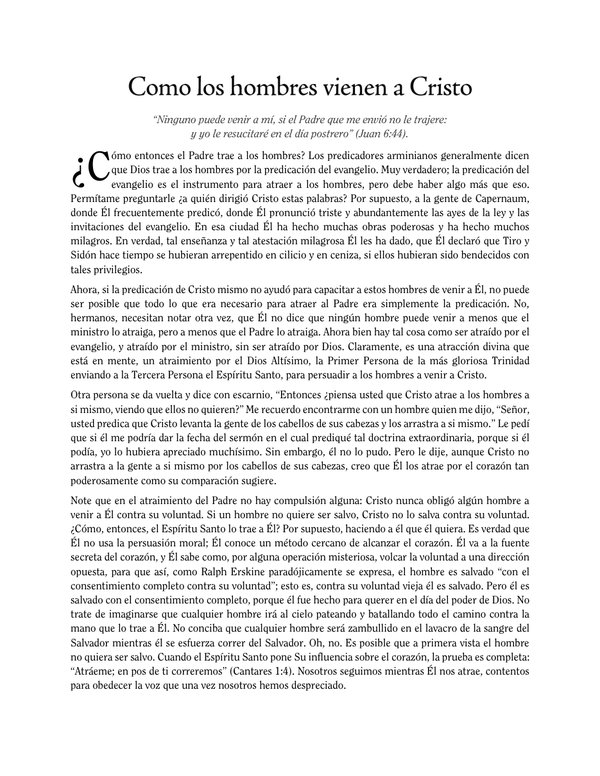 Como los hombres vienen a Cristo
“Ninguno puede venir a mí, si el Padre que me envió no le trajere:
y yo le resucitaré en el día postrero” (Juan 6:44).
¿Cómo entonces el Padre trae a los hombres? Los predicadores arminianos generalmente dicen
que Dios trae a los hombres por la predicación del evangelio. Muy verdadero; la predicación del
evangelio es el instrumento para atraer a los hombres, pero debe haber algo más que eso.
Permítame preguntarle ¿a quién dirigió Cristo estas palabras? Por supuesto, a la gente de Capernaum,
donde Él frecuentemente predicó, donde Él pronunció triste y abundantemente las ayes de la ley y las
invitaciones del evangelio. En esa ciudad Él ha hecho muchas obras poderosas y ha hecho muchos
milagros. En verdad, tal enseñanza y tal atestación milagrosa Él les ha dado, que Él declaró que Tiro y
Sidón hace tiempo se hubieran arrepentido en cilicio y en ceniza, si ellos hubieran sido bendecidos con
tales privilegios.
Ahora, si la predicación de Cristo mismo no ayudó para capacitar a estos hombres de venir a Él, no puede
ser posible que todo lo que era necesario para atraer al Padre era simplemente la predicación. No,
hermanos, necesitan notar otra vez, que Él no dice que ningún hombre puede venir a menos que el
ministro lo atraiga, pero a menos que el Padre lo atraiga. Ahora bien hay tal cosa como ser atraído por el
evangelio, y atraído por el ministro, sin ser atraído por Dios. Claramente, es una atracción divina que
está en mente, un atraimiento por el Dios Altísimo, la Primer Persona de la más gloriosa Trinidad
enviando a la Tercera Persona el Espíritu Santo, para persuadir a los hombres a venir a Cristo.
Otra persona se da vuelta y dice con escarnio, “Entonces ¿piensa usted que Cristo atrae a los hombres a
si mismo, viendo que ellos no quieren?” Me recuerdo encontrarme con un hombre quien me dijo, “Señor,
usted predica que Cristo levanta la gente de los cabellos de sus cabezas y los arrastra a si mismo.” Le pedí
que si él me podría dar la fecha del sermón en el cual prediqué tal doctrina extraordinaria, porque si él
podía, yo lo hubiera apreciado muchísimo. Sin embargo, él no lo pudo. Pero le dije, aunque Cristo no
arrastra a la gente a si mismo por los cabellos de sus cabezas, creo que Él los atrae por el corazón tan
poderosamente como su comparación sugiere.
Note que en el atraimiento del Padre no hay compulsión alguna: Cristo nunca obligó algún hombre a
venir a Él contra su voluntad. Si un hombre no quiere ser salvo, Cristo no lo salva contra su voluntad.
¿Cómo, entonces, el Espíritu Santo lo trae a Él? Por supuesto, haciendo a él que él quiera. Es verdad que
Él no usa la persuasión moral; Él conoce un método cercano de alcanzar el corazón. Él va a la fuente
secreta del corazón, y Él sabe como, por alguna operación misteriosa, volcar la voluntad a una dirección
opuesta, para que así, como Ralph Erskine paradójicamente se expresa, el hombre es salvado “con el
consentimiento completo contra su voluntad”; esto es, contra su voluntad vieja él es salvado. Pero él es
salvado con el consentimiento completo, porque él fue hecho para querer en el día del poder de Dios. No
trate de imaginarse que cualquier hombre irá al cielo pateando y batallando todo el camino contra la
mano que lo trae a Él. No conciba que cualquier hombre será zambullido en el lavacro de la sangre del
Salvador mientras él se esfuerza correr del Salvador. Oh, no. Es posible que a primera vista el hombre
no quiera ser salvo. Cuando el Espíritu Santo pone Su influencia sobre el corazón, la prueba es completa:
“Atráeme; en pos de ti correremos” (Cantares 1:4). Nosotros seguimos mientras Él nos atrae, contentos
para obedecer la voz que una vez nosotros hemos despreciado.